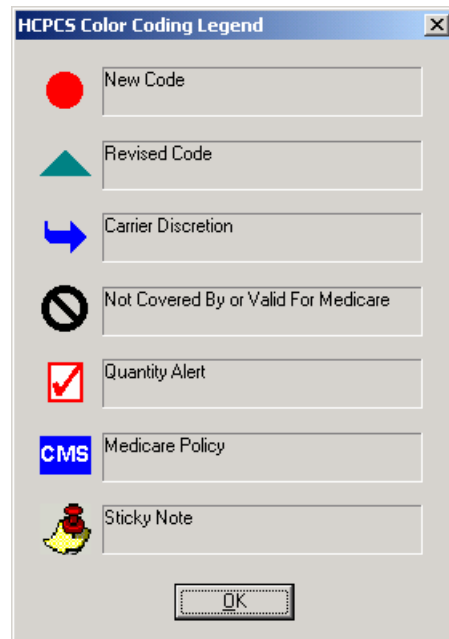 HCPCS Color Coding Legend
New Code
Revised Code
Carrier Discretion
Not Covered By or Valid For Medicare
Quantity Alert
CMS Medicare Policy
Sticky Note
OK